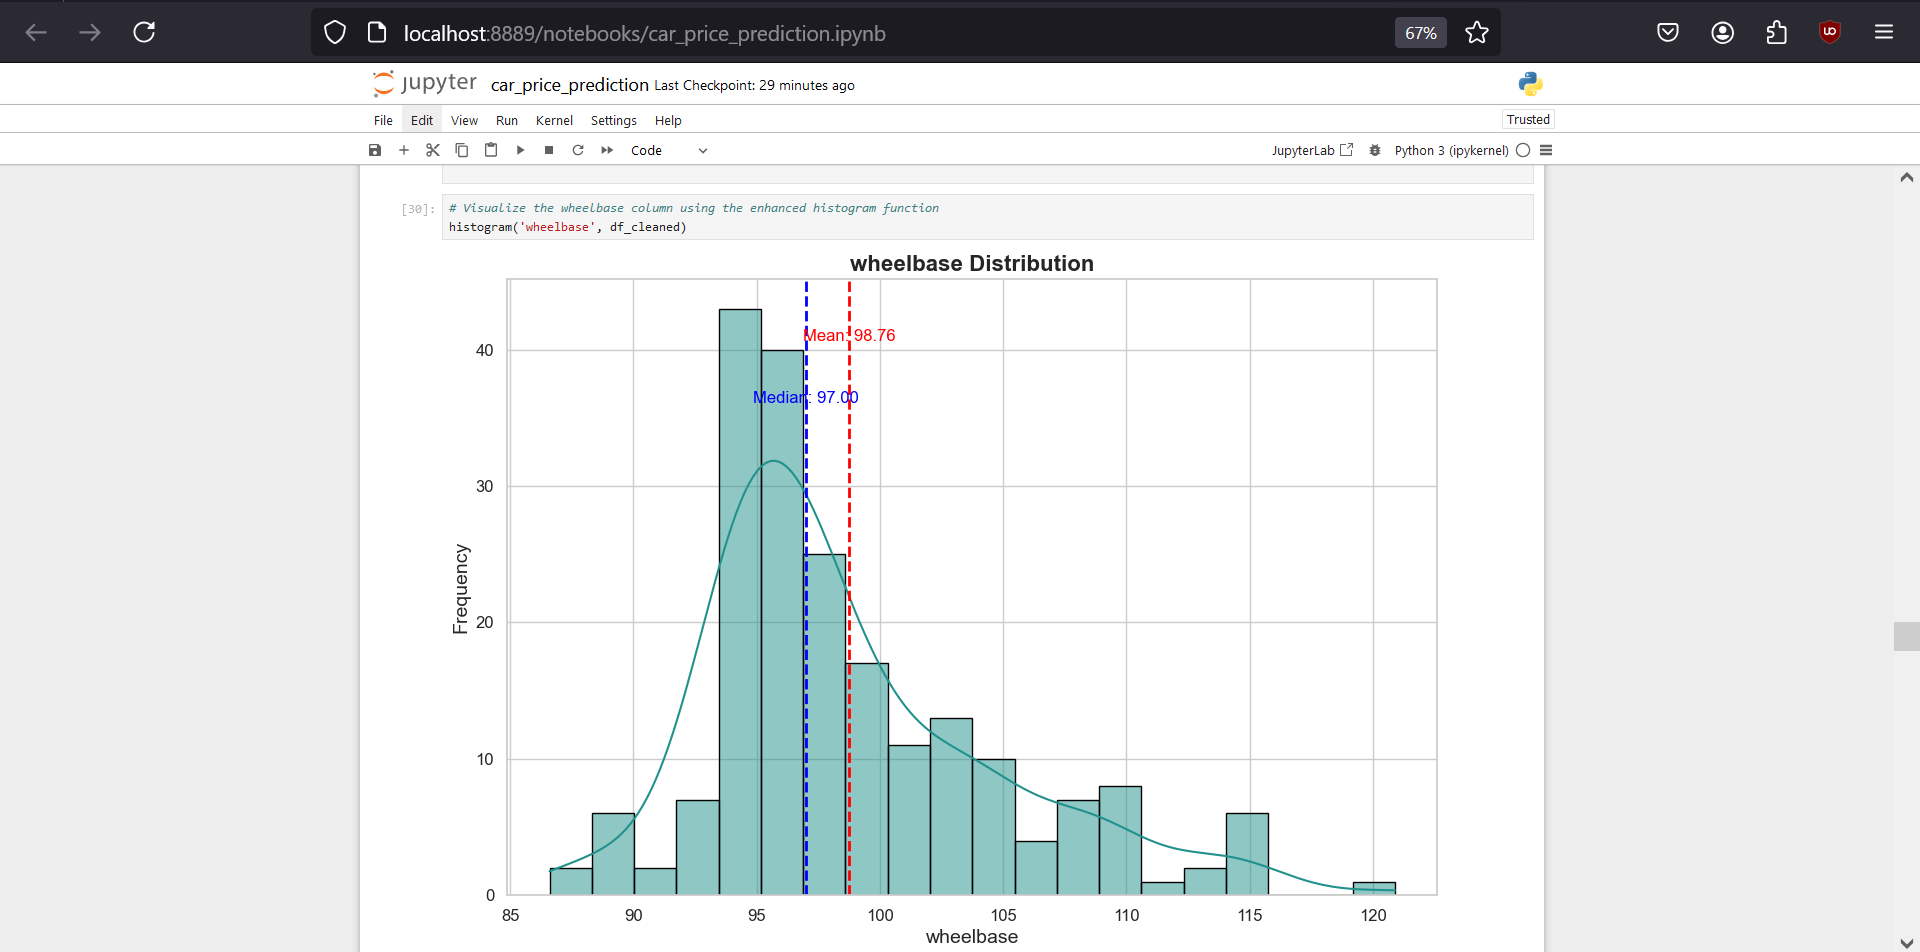 localhost:8889/notebooks/car_price_prediction.ipynb
67%
jupyter car_price_prediction Last Checkpoint: 29 minutes ago
File Edit View Run Kernel Settings Help
Trusted
Code
JupyterLab
Python 3 (ipykernel)
[30]:
# Visualize the wheelbase column using the enhanced histogram function
histogram('wheelbase', df_cleaned)
wheelbase Distribution
Mean: 98.76
Median: 97.00
Frequency
40
30
20
10
0
85 90 95 100 105 110 115 120
wheelbase